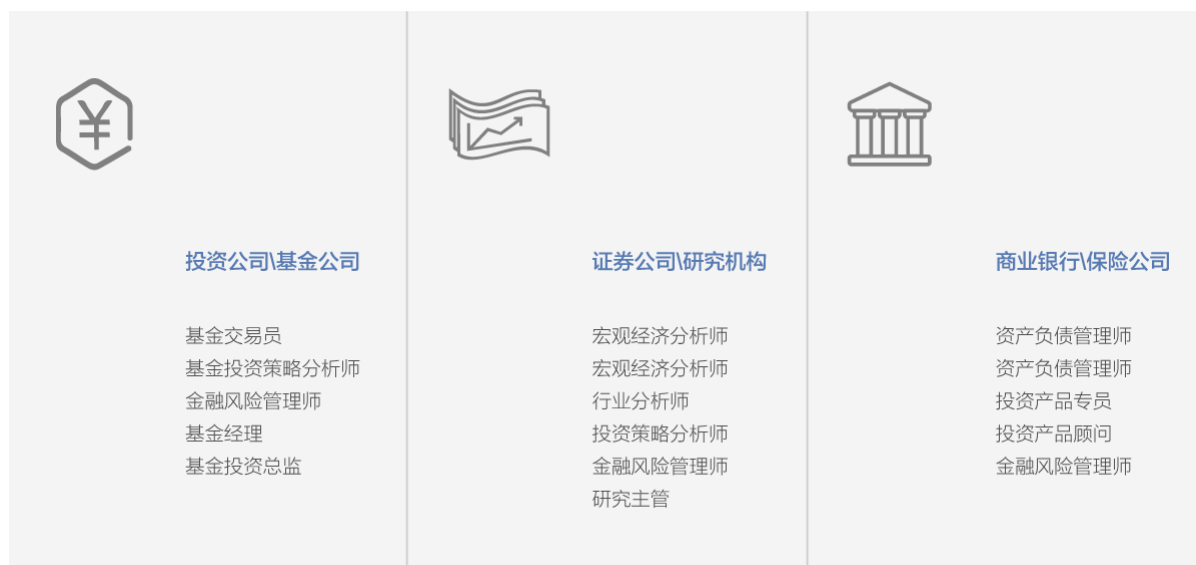 ¥
投资公司\基金公司
基金交易员
基金投资策略分析师
金融风险管理师
基金经理
基金投资总监
证券公司\研究机构
宏观经济分析师
宏观经济分析师
行业分析师
投资策略分析师
金融风险管理师
研究主管
商业银行\保险公司
资产负债管理师
资产负债管理师
投资产品专员
投资产品顾问
金融风险管理师